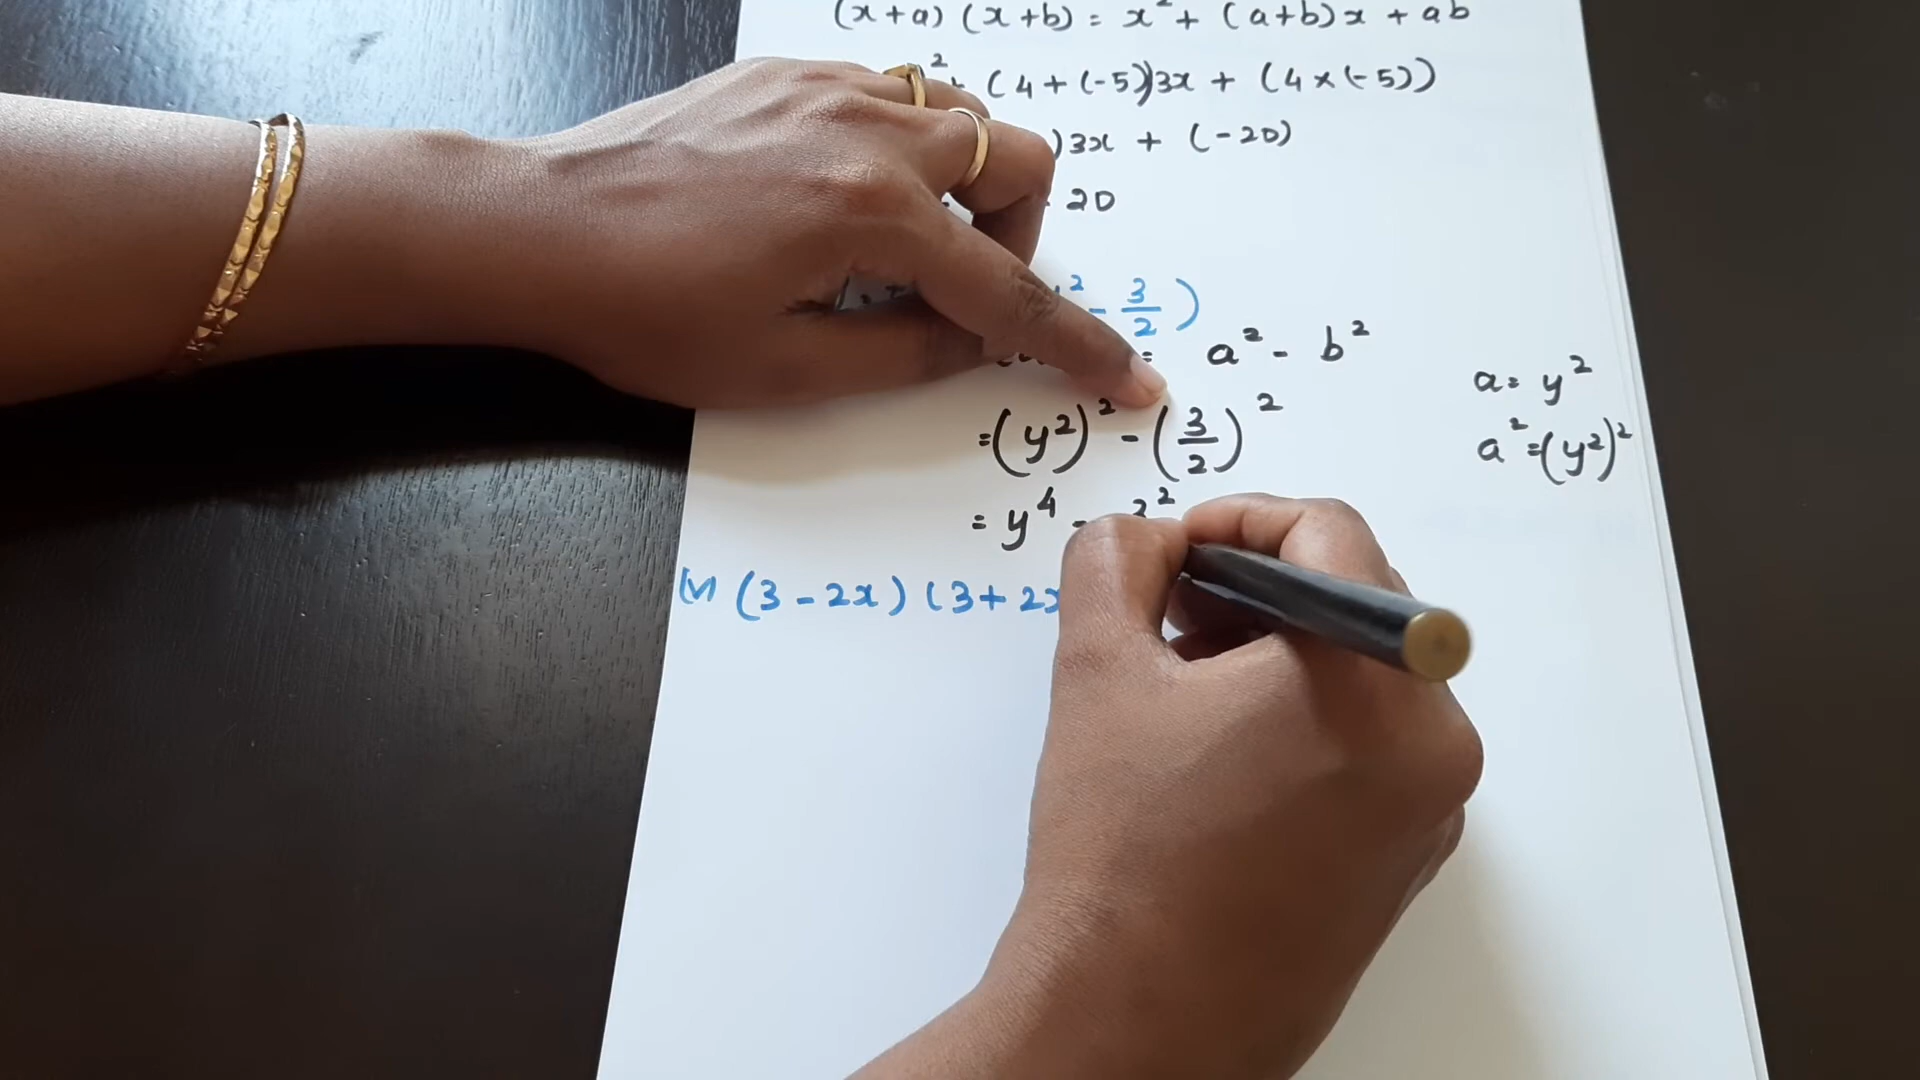 (x+a) (x+b) = x² + (a+b)x + ab
² + (4+(-5))3x + (4×(-5))
)3x + (-20)
20
² - 3/2)
= a² - b²
a = y²
= (y²)² - (3/2)²
a² = (y²)²
= y⁴ - 3²
(v) (3 - 2x) (3 + 2x